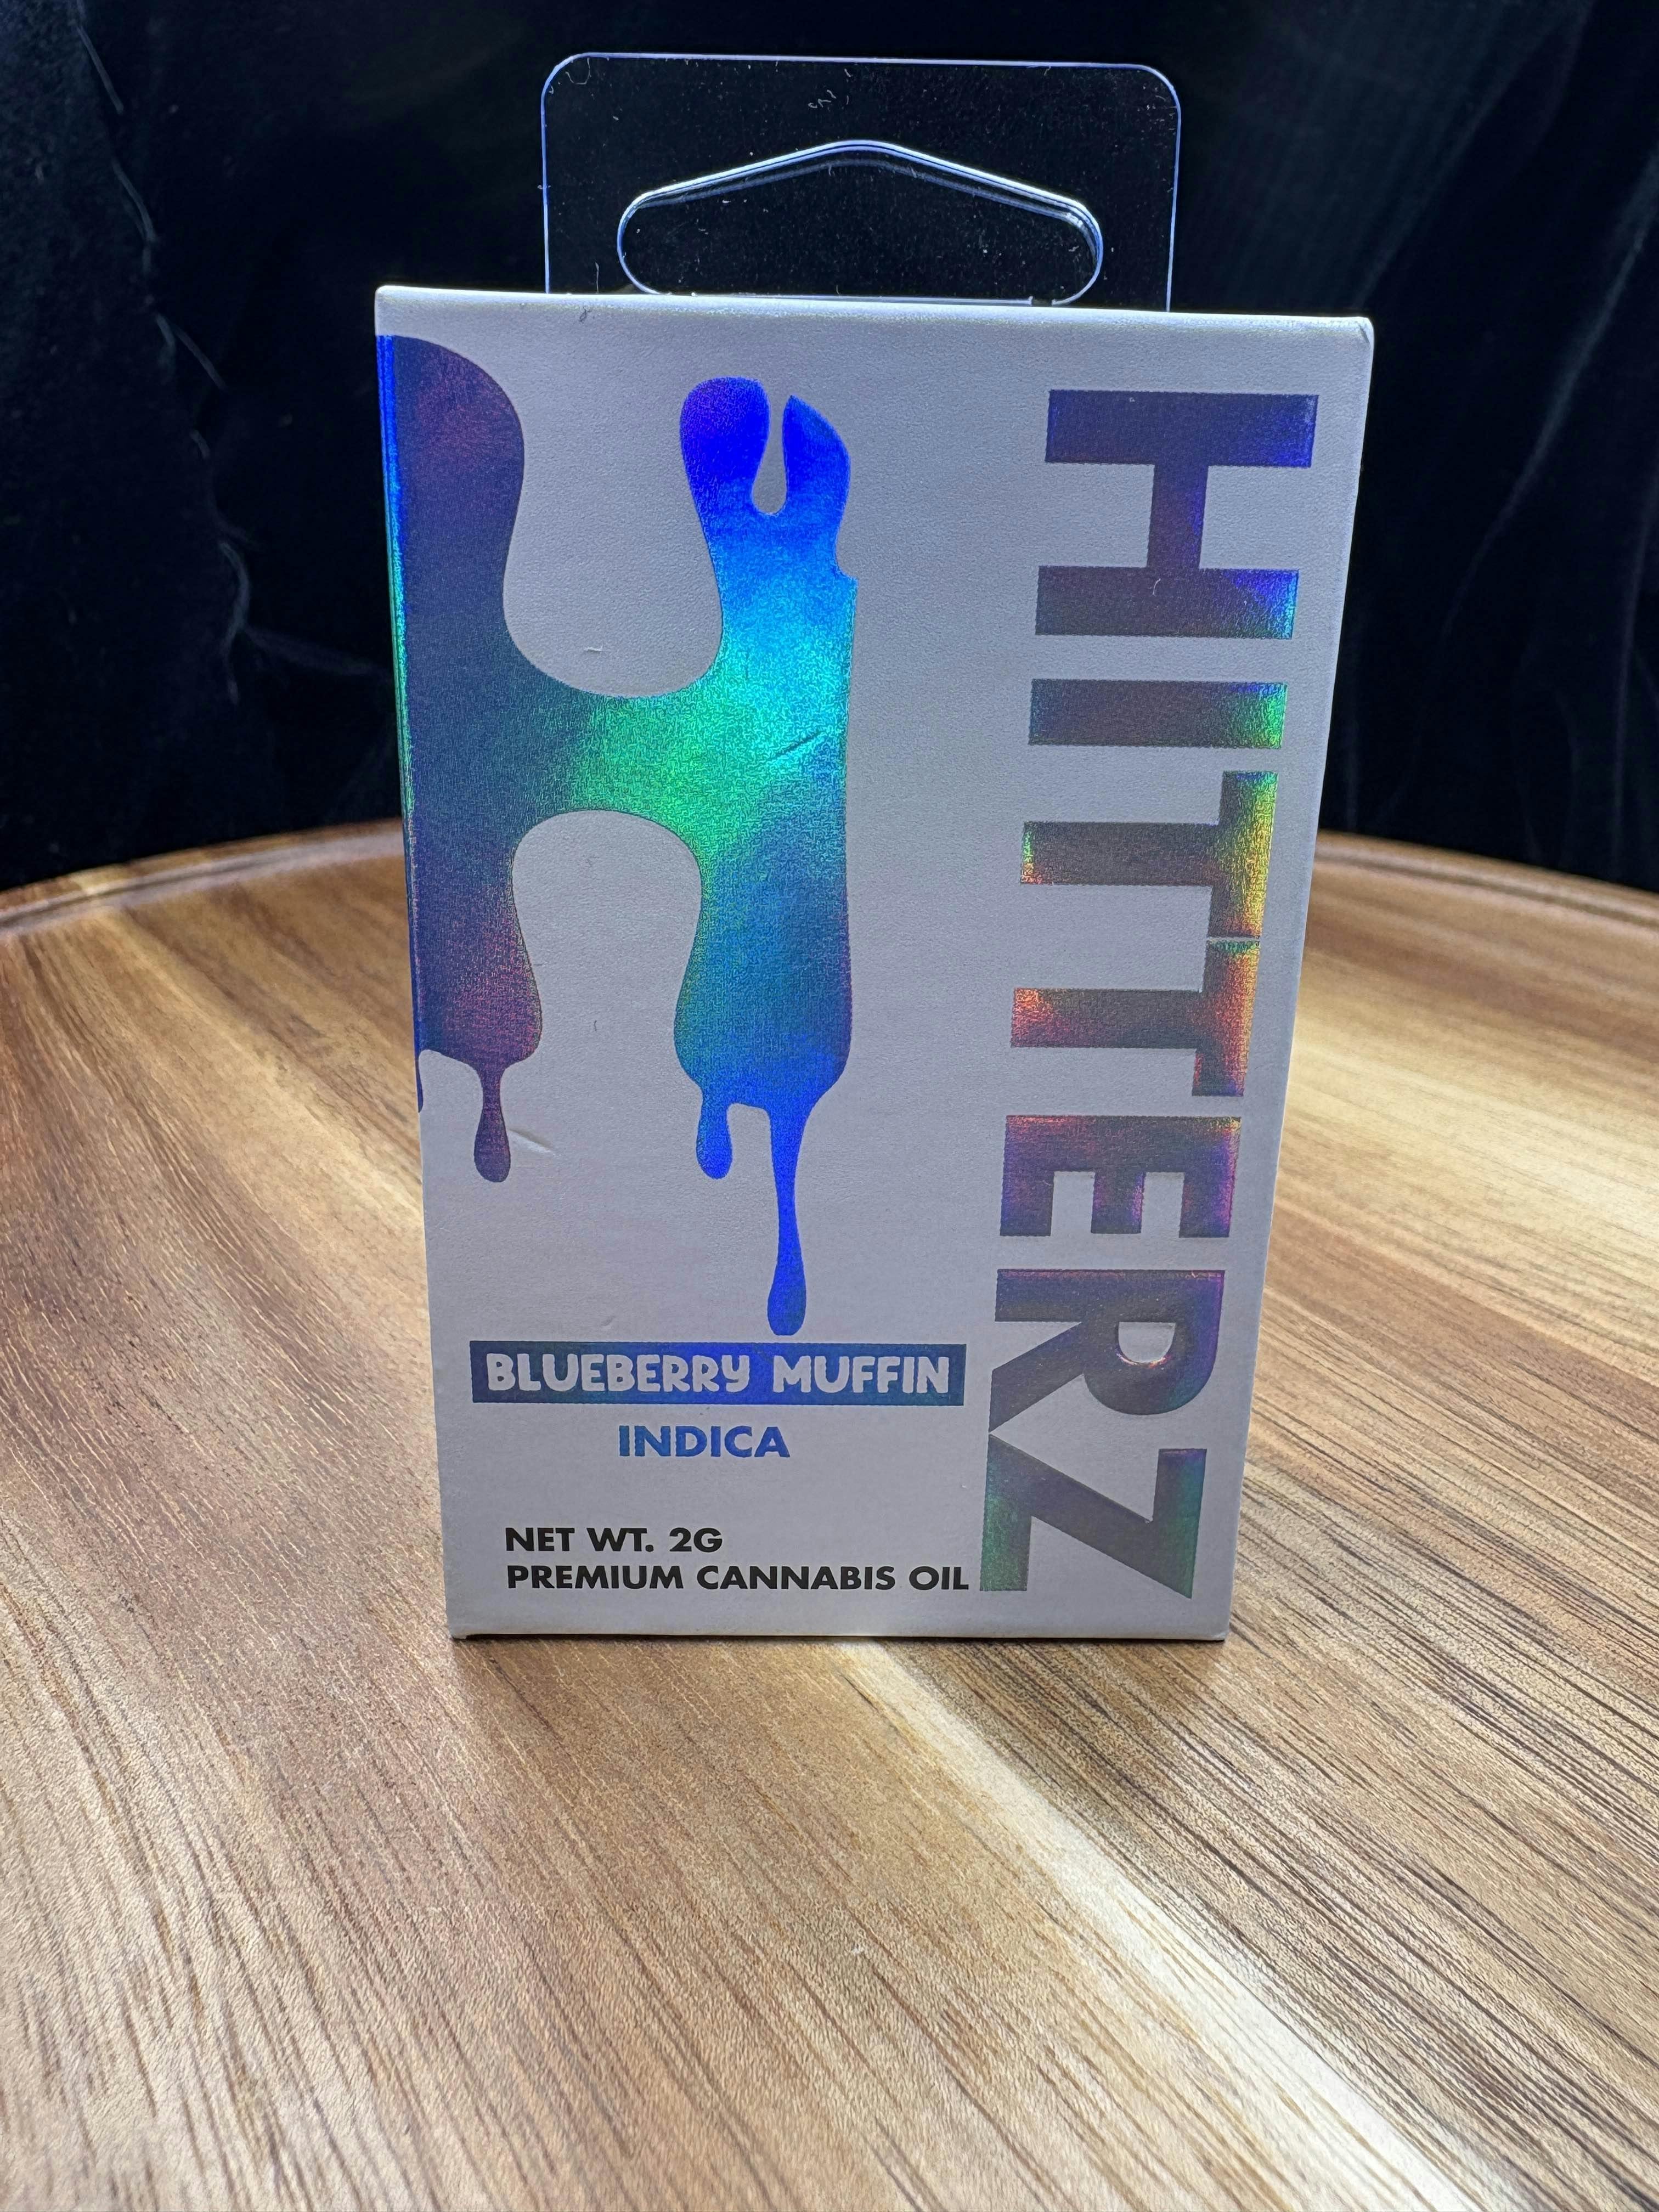 HITTERZ
BLUEBERRY MUFFIN
INDICA
NET WT. 2G
PREMIUM CANNABIS OIL